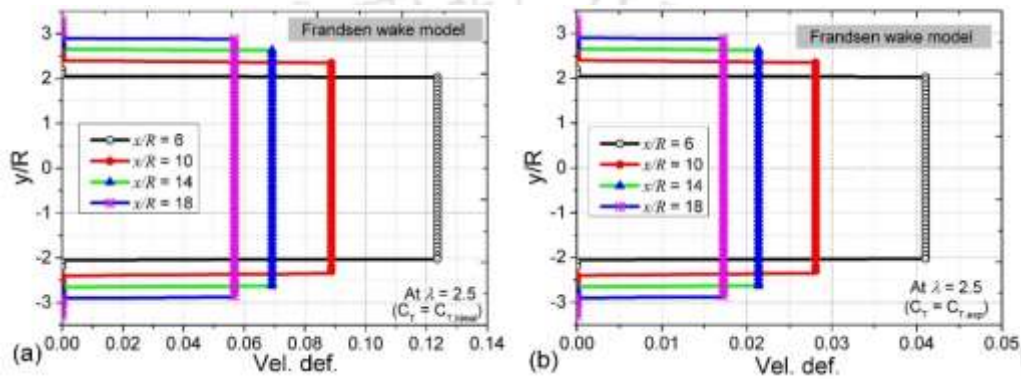 Frandsen wake model
3
2
1
0
-1
-2
-3
y/R
x/R = 6
x/R = 10
x/R = 14
x/R = 18
At λ = 2.5
0.00 0.02 0.04 0.06 0.08 0.10 0.12 0.14
(a)
Vel. def.
Frandsen wake model
3
2
1
0
-1
-2
-3
y/R
x/R = 6
x/R = 10
x/R = 14
x/R = 18
At λ = 2.5
(C_T = C_T,exp)
0.00 0.01 0.02 0.03 0.04 0.05
(b)
Vel. def.